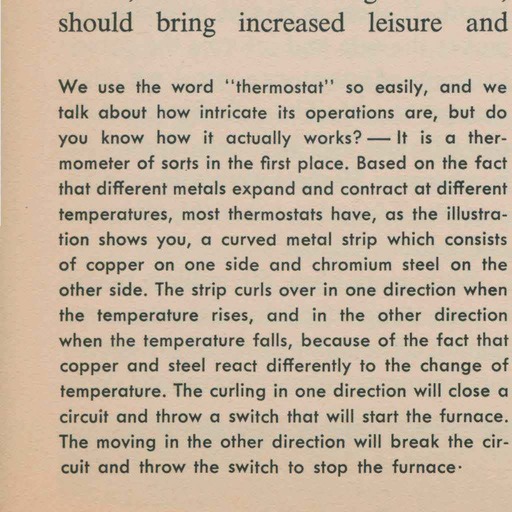 should bring increased leisure and
We use the word "thermostat" so easily, and we
talk about how intricate its operations are, but do
you know how it actually works? — It is a ther-
mometer of sorts in the first place. Based on the fact
that different metals expand and contract at different
temperatures, most thermostats have, as the illustra-
tion shows you, a curved metal strip which consists
of copper on one side and chromium steel on the
other side. The strip curls over in one direction when
the temperature rises, and in the other direction
when the temperature falls, because of the fact that
copper and steel react differently to the change of
temperature. The curling in one direction will close a
circuit and throw a switch that will start the furnace.
The moving in the other direction will break the cir-
cuit and throw the switch to stop the furnace·